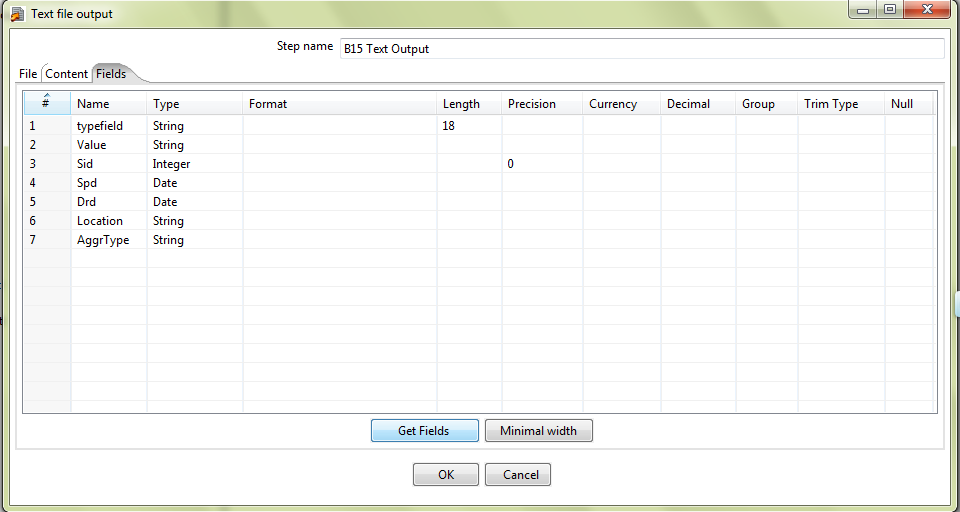 Text file output
Step name B15 Text Output
File Content Fields
# Name Type Format Length Precision Currency Decimal Group Trim Type Null
1 typefield String 18
2 Value String
3 Sid Integer 0
4 Spd Date
5 Drd Date
6 Location String
7 AggrType String
Get Fields Minimal width
OK Cancel